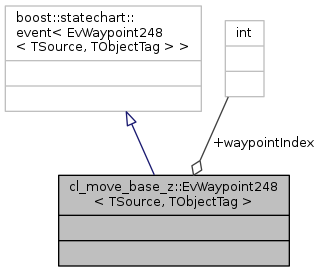 boost::statechart::
event< EvWaypoint248
< TSource, TObjectTag > >
int
+waypointIndex
cl_move_base_z::EvWaypoint248
< TSource, TObjectTag >